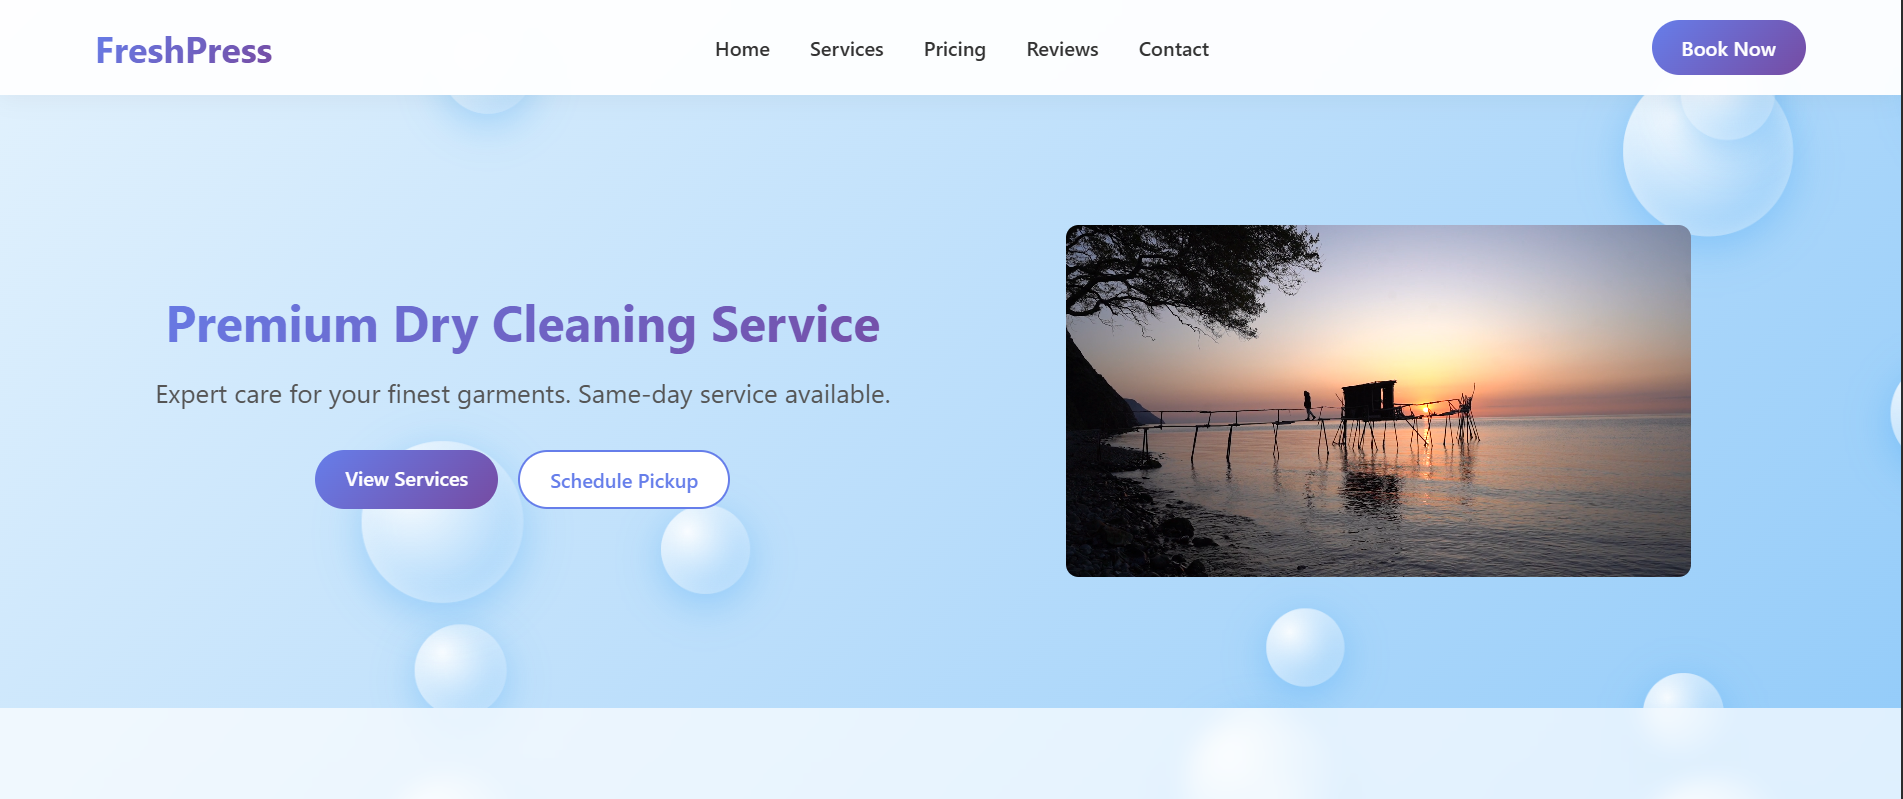 FreshPress
Home
Services
Pricing
Reviews
Contact
Book Now
Premium Dry Cleaning Service
Expert care for your finest garments. Same-day service available.
View Services
Schedule Pickup